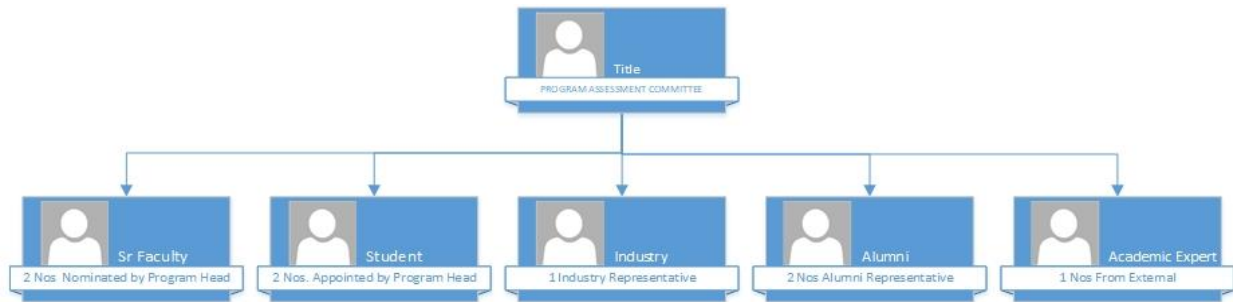 Title
PROGRAM ASSESSMENT COMMITTEE
Sr Faculty
2 Nos. Nominated by Program Head
Student
2 Nos. Appointed by Program Head
Industry
1 Industry Representative
Alumni
2 Nos Alumni Representative
Academic Expert
1 Nos From External